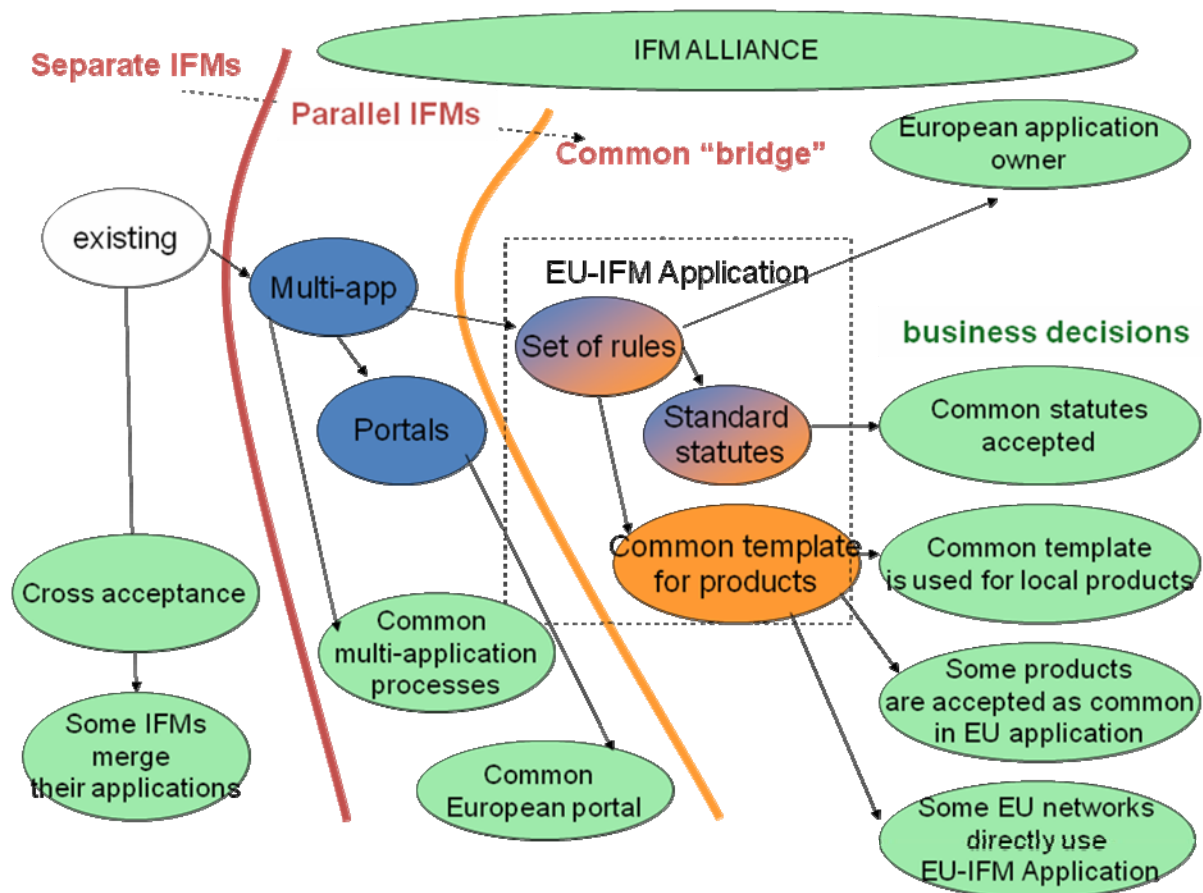 IFM ALLIANCE
Separate IFMs
Parallel IFMs
Common “bridge”
European application
owner
existing
Multi-app
EU-IFM Application
Set of rules
business decisions
Portals
Standard
statutes
Common statutes
accepted
Common template
for products
Common template
is used for local products
Cross acceptance
Common
multi-application
processes
Some products
are accepted as common
in EU application
Some IFMs
merge
their applications
Common
European portal
Some EU networks
directly use
EU-IFM Application